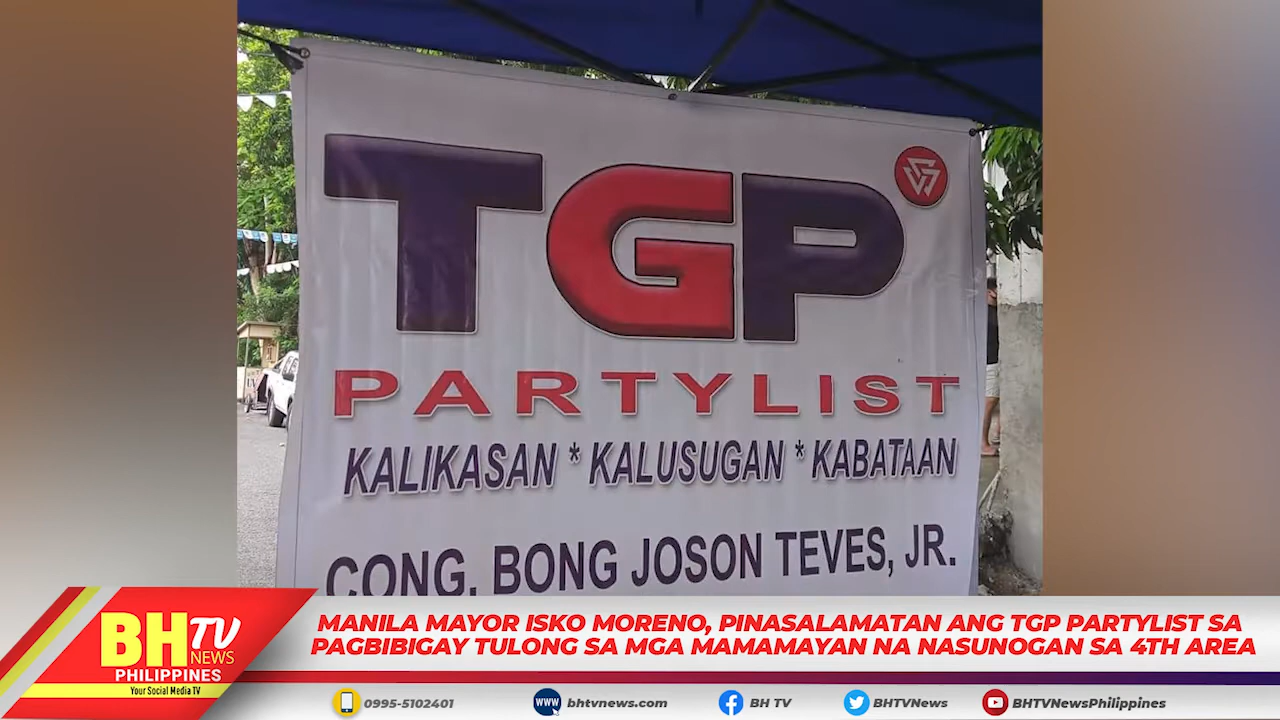 TGP
PARTYLIST
KALIKASAN * KALUSUGAN * KABATAAN
CONG. BONG JOSON TEVES, JR.
MANILA MAYOR ISKO MORENO, PINASALAMATAN ANG TGP PARTYLIST SA
PAGBIBIGAY TULONG SA MGA MAMAMAYAN NA NASUNOGAN SA 4TH AREA
BHTV
NEWS
PHILIPPINES
Your Social Media TV
0995-5102401
WWW
bhtvnews.com
BH TV
BHTVNews
BHTVNewsPhilippines